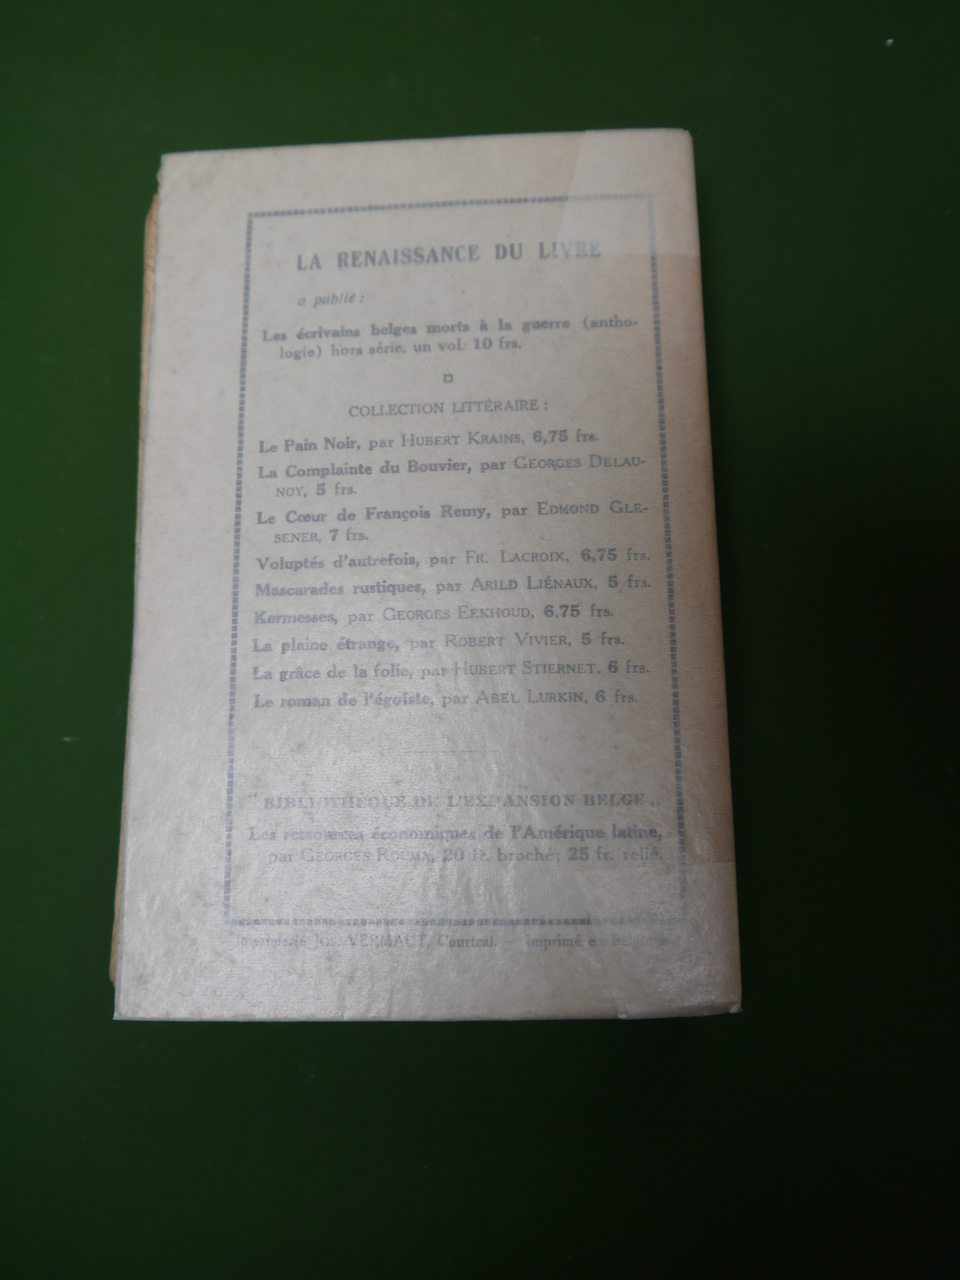 LA RENAISSANCE DU LIVRE
a publié :
Les écrivains belges morts à la guerre (antho-
logie) hors série, un vol. 10 frs.
COLLECTION LITTÉRAIRE :
Le Pain Noir, par HUBERT KRAINS, 6,75 frs.
La Complainte du Bouvier, par GEORGES DELAU-
NOY, 5 frs.
Le Cœur de François Remy, par EDMOND GLE-
SENER, 7 frs.
Voluptés d'autrefois, par FR. LACROIX, 6,75 frs.
Mascarades rustiques, par ARILD LIÉNAUX, 5 frs.
Kermesses, par GEORGES EEKHOUD, 6,75 frs.
La plaine étrange, par ROBERT VIVIER, 5 frs.
La grâce de la folie, par HUBERT STIERNET, 6 frs.
Le roman de l'égoïste, par ABEL LURKIN, 6 frs.
" BIBLIOTHÈQUE DE L'EXPANSION BELGE „
Les ressources économiques de l'Amérique latine,
par GEORGES ROUMA, 20 fr. broché; 25 fr. relié.
Imprimerie JOS. VERMAUT, Courtrai. — Imprimé en Belgique